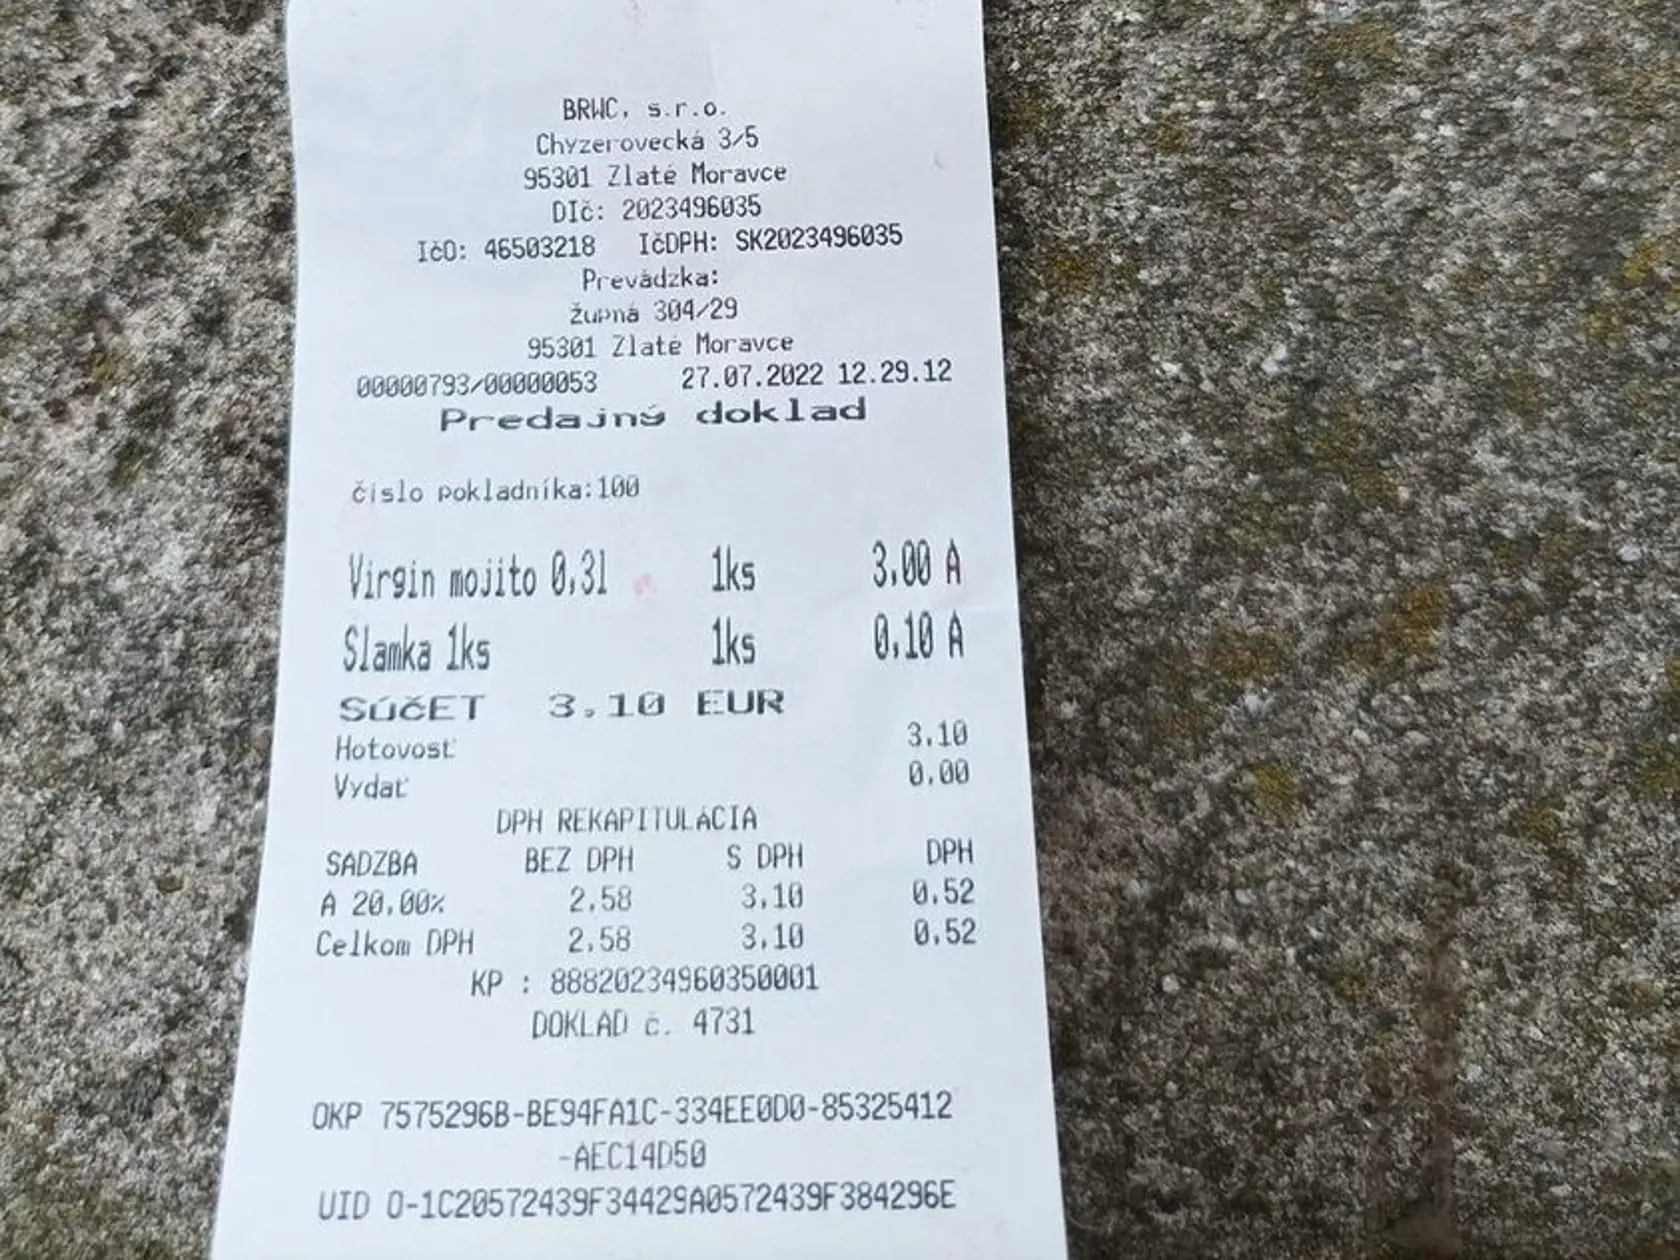 BRWC, s.r.o.
Chyzerovecká 3/5
95301 Zlaté Moravce
DIč: 2023496035
IčO: 46503218 IčDPH: SK2023496035
Prevádzka:
župná 304/29
95301 Zlaté Moravce
00000793/00000053 27.07.2022 12.29.12
Predajný doklad
číslo pokladníka:100
Virgin mojito 0,3l 1ks 3,00 A
Slamka 1ks 1ks 0,10 A
SúčET 3,10 EUR
Hotovosť 3.10
Vydať 0.00
DPH REKAPITULáCIA
SADZBA BEZ DPH S DPH DPH
A 20,00% 2,58 3,10 0,52
Celkom DPH 2,58 3,10 0,52
KP : 88820234960350001
DOKLAD č. 4731
OKP 7575296B-BE94FA1C-334EE0D0-85325412
-AEC14D50
UID O-1C20572439F34429A0572439F384296E